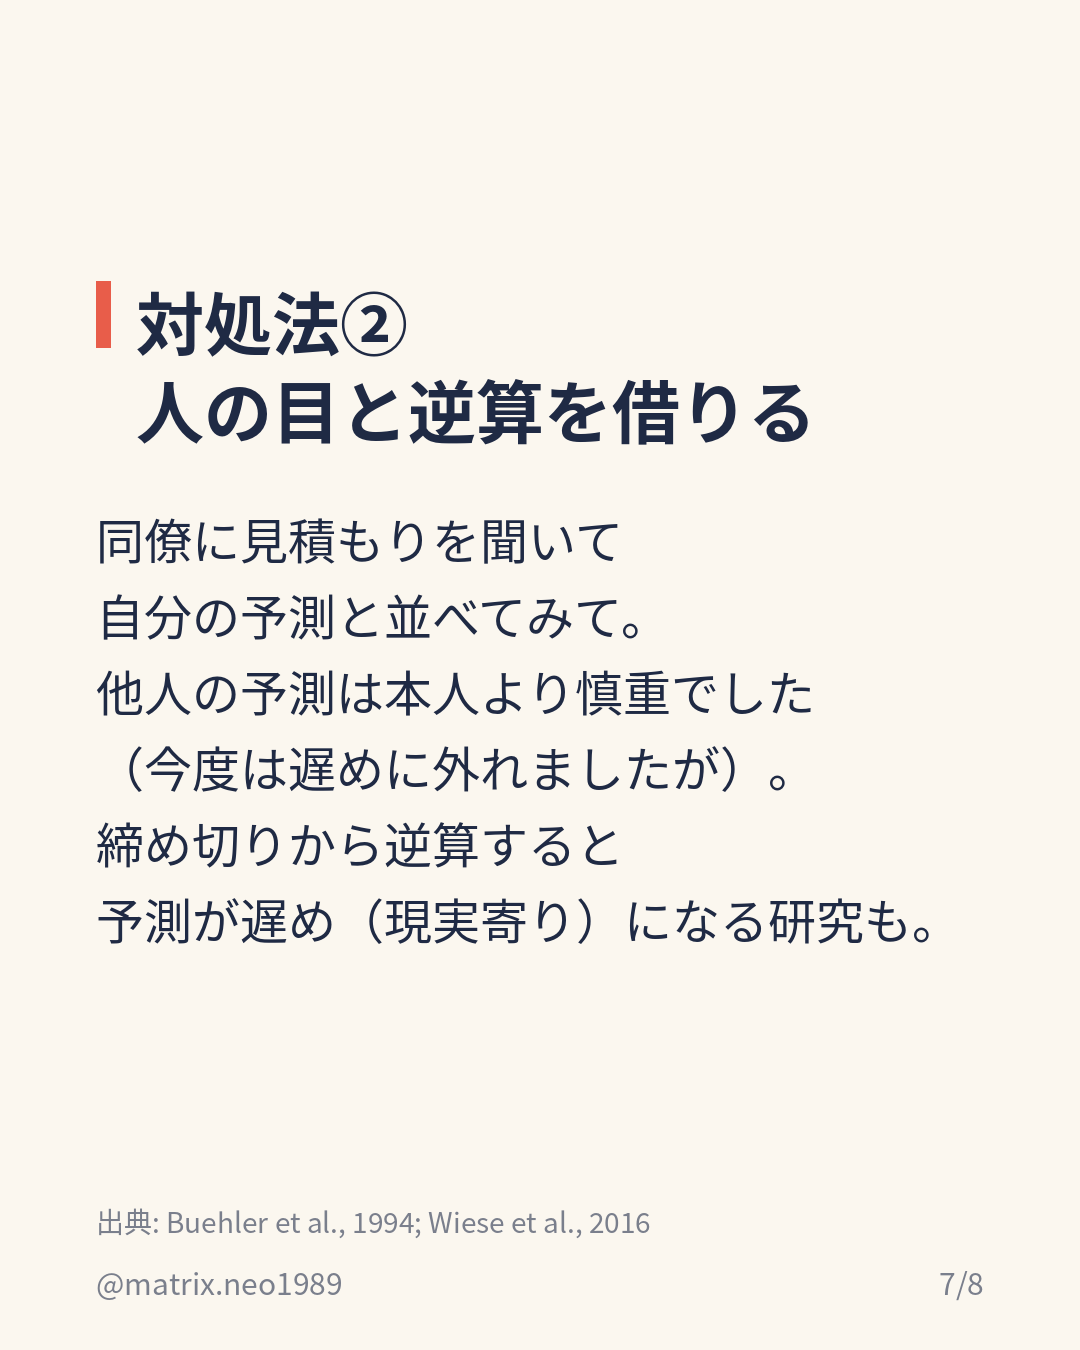 対処法②
人の目と逆算を借りる
同僚に見積もりを聞いて
自分の予測と並べてみて。
他人の予測は本人より慎重でした
（今度は遅めに外れましたが）。
締め切りから逆算すると
予測が遅め（現実寄り）になる研究も。
出典: Buehler et al., 1994; Wiese et al., 2016
@matrix.neo1989
7/8